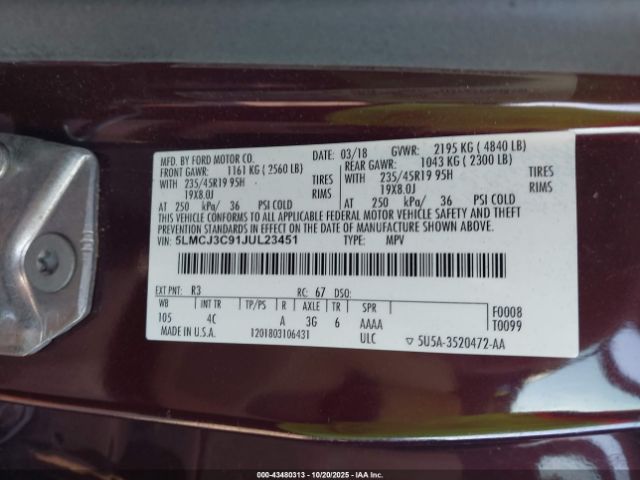 MFD. BY FORD MOTOR CO. DATE: 03/18 GVWR: 2195 KG ( 4840 LB)
FRONT GAWR: 1161 KG ( 2560 LB) REAR GAWR: 1043 KG ( 2300 LB)
WITH 235/45R19 95H TIRES WITH 235/45R19 95H TIRES
19X8.0J RIMS 19X8.0J RIMS
AT 250 kPa/ 36 PSI COLD AT 250 kPa/ 36 PSI COLD
THIS VEHICLE CONFORMS TO ALL APPLICABLE FEDERAL MOTOR VEHICLE SAFETY AND THEFT
PREVENTION STANDARDS IN EFFECT ON THE DATE OF MANUFACTURE SHOWN ABOVE.
VIN: 5LMCJ3C91JUL23451 TYPE: MPV
EXT PNT: R3 RC: 67 DSO: F0008
WB INT TR TP/PS R AXLE TR SPR T0099
105 4C A 3G 6 AAAA
MADE IN U.S.A. 1201803106431 ULC ▽ 5U5A-3520472-AA
000-43480313 - 10/20/2025 - Copyright © 2025 IAA, Inc. All Rights Reserved.